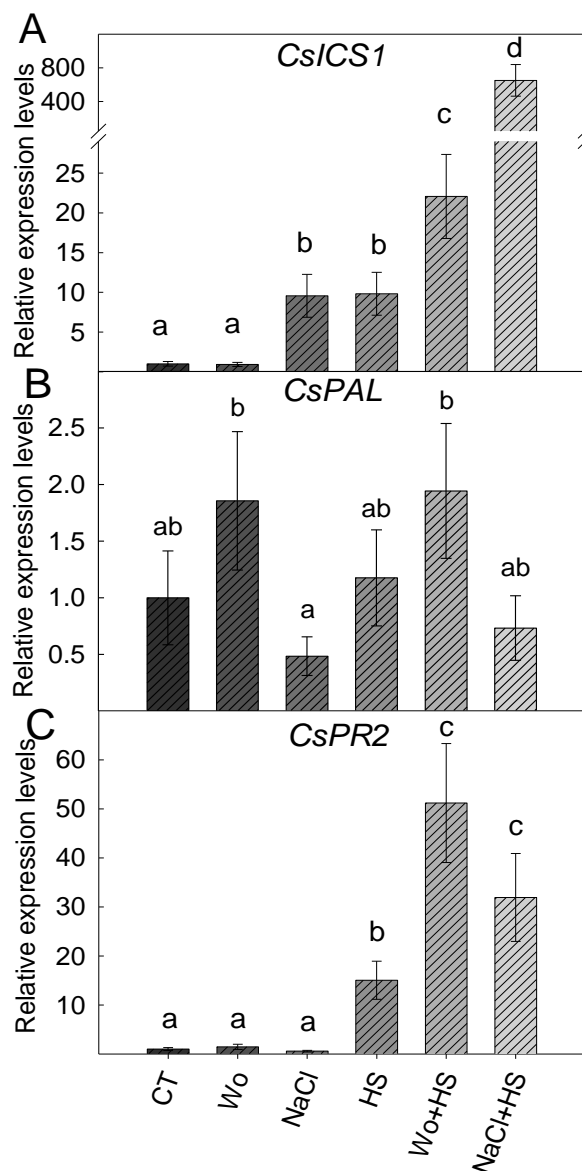 A
CsICS1
Relative expression levels
800
400
25
20
15
10
5
a
a
b
b
c
d
B
CsPAL
Relative expression levels
2.5
2.0
1.5
1.0
0.5
ab
b
a
ab
b
ab
C
CsPR2
Relative expression levels
60
50
40
30
20
10
a
a
a
b
c
c
CT
Wo
NaCl
HS
Wo+HS
NaCl+HS